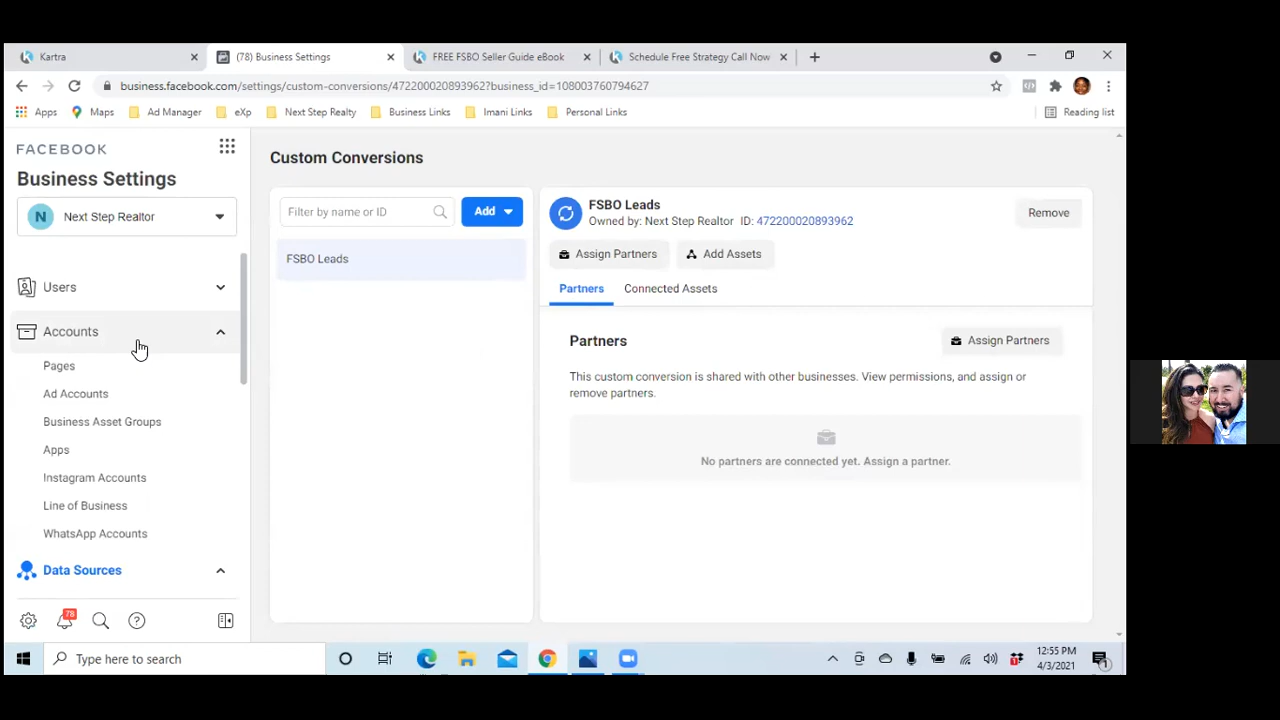 Kartra
(78) Business Settings
FREE FSBO Seller Guide eBook
Schedule Free Strategy Call Now
business.facebook.com/settings/custom-conversions/472200020893962?business_id=108003760794627
Apps
Maps
Ad Manager
eXp
Next Step Realty
Business Links
Imani Links
Personal Links
Reading list
FACEBOOK
Business Settings
N Next Step Realtor
Users
Accounts
Pages
Ad Accounts
Business Asset Groups
Apps
Instagram Accounts
Line of Business
WhatsApp Accounts
Data Sources
78
Custom Conversions
Filter by name or ID
Add
FSBO Leads
FSBO Leads
Owned by: Next Step Realtor ID: 472200020893962
Remove
Assign Partners
Add Assets
Partners
Connected Assets
Partners
Assign Partners
This custom conversion is shared with other businesses. View permissions, and assign or
remove partners.
No partners are connected yet. Assign a partner.
Type here to search
12:55 PM
4/3/2021
1